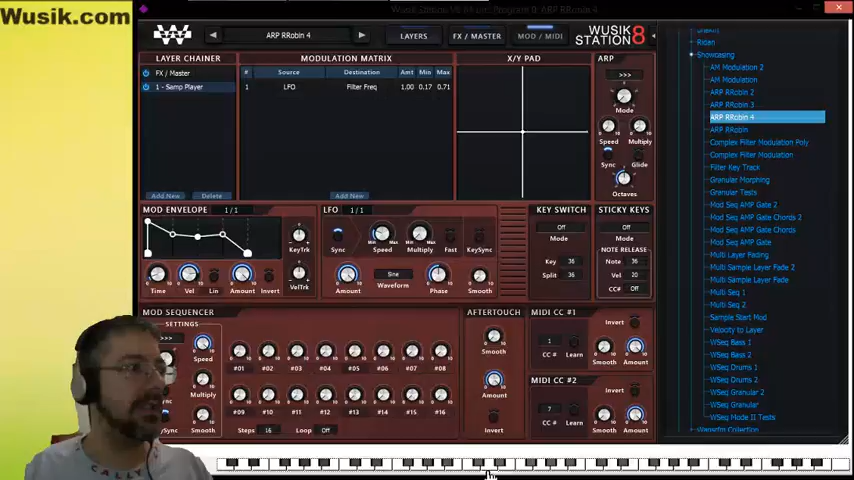 Wusik.com
ARP RRobin 4
LAYERS
FX / MASTER
MOD / MIDI
WUSIK
STATION 8
LAYER CHAINER
FX / Master
1 - Samp Player
Add New
Delete
MODULATION MATRIX
# Source Destination Amt Min Max
1 LFO Filter Freq 1.00 0.17 0.71
Add New
X/Y PAD
ARP
>>>
Mode
Speed
Multiply
Sync
Glide
Octaves
MOD ENVELOPE 1/1
KeyTrk
VelTrk
Time
Vel
Lin
Amount
Invert
LFO 1/1
Sync
Speed
Multiply
Fast
KeySync
Amount
Sine
Waveform
Phase
Smooth
KEY SWITCH
Off
Mode
Key 36
Split 36
STICKY KEYS
Off
Mode
NOTE RELEASE
Note 36
Vel 20
CC# Off
MOD SEQUENCER
SETTINGS
>>>
Speed
Multiply
Smooth
#01 #02 #03 #04 #05 #06 #07 #08
#09 #10 #11 #12 #13 #14 #15 #16
Steps 16 Loop Off
AFTERTOUCH
Smooth
Amount
Invert
MIDI CC #1
Invert
1
CC #
Learn
Smooth
Amount
MIDI CC #2
Invert
7
CC #
Learn
Smooth
Amount
Ridan
Showcasing
AM Modulation 2
AM Modulation
ARP RRobin 2
ARP RRobin 3
ARP RRobin 4
ARP RRobin
Complex Filter Modulation Poly
Complex Filter Modulation
Filter Key Track
Granular Morphing
Granular Tests
Mod Seq AMP Gate 2
Mod Seq AMP Gate Chords 2
Mod Seq AMP Gate Chords
Mod Seq AMP Gate
Multi Layer Fading
Multi Sample Layer Fade 2
Multi Sample Layer Fade
Multi Seq 1
Multi Seq 2
Sample Start Mod
Velocity to Layer
WSeq Bass 1
WSeq Bass 2
WSeq Drums 1
WSeq Drums 2
WSeq Granular 2
WSeq Granular
WSeq Mode II Tests
CALLY